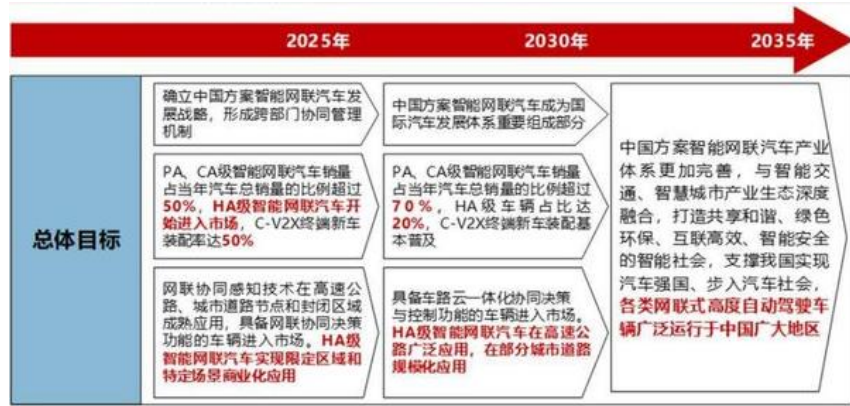 2025年
2030年
2035年
总体目标
确立中国方案智能网联汽车发
展战略，形成跨部门协同管理
机制
中国方案智能网联汽车成为国
际汽车发展体系重要组成部分
PA、CA级智能网联汽车销量
占当年汽车总销量的比例超过
50%，HA级智能网联汽车开
始进入市场，C-V2X终端新车
装配率达50%
PA、CA级智能网联汽车销量
占当年汽车总销量的比例超过
70%，HA级车辆占比达
20%，C-V2X终端新车装配基
本普及
网联协同感知技术在高速公
路、城市道路节点和封闭区域
成熟应用，具备网联协同决策
功能的车辆进入市场。HA级
智能网联汽车实现限定区域和
特定场景商业化应用
具备车路云一体化协同决策
与控制功能的车辆进入市场。
HA级智能网联汽车在高速公
路广泛应用，在部分城市道路
规模化应用
中国方案智能网联汽车产业
体系更加完善，与智能交
通、智慧城市产业生态深度
融合，打造共享和谐、绿色
环保、互联高效、智能安全
的智能社会，支撑我国实现
汽车强国、步入汽车社会，
各类网联式高度自动驾驶车
辆广泛运行于中国广大地区